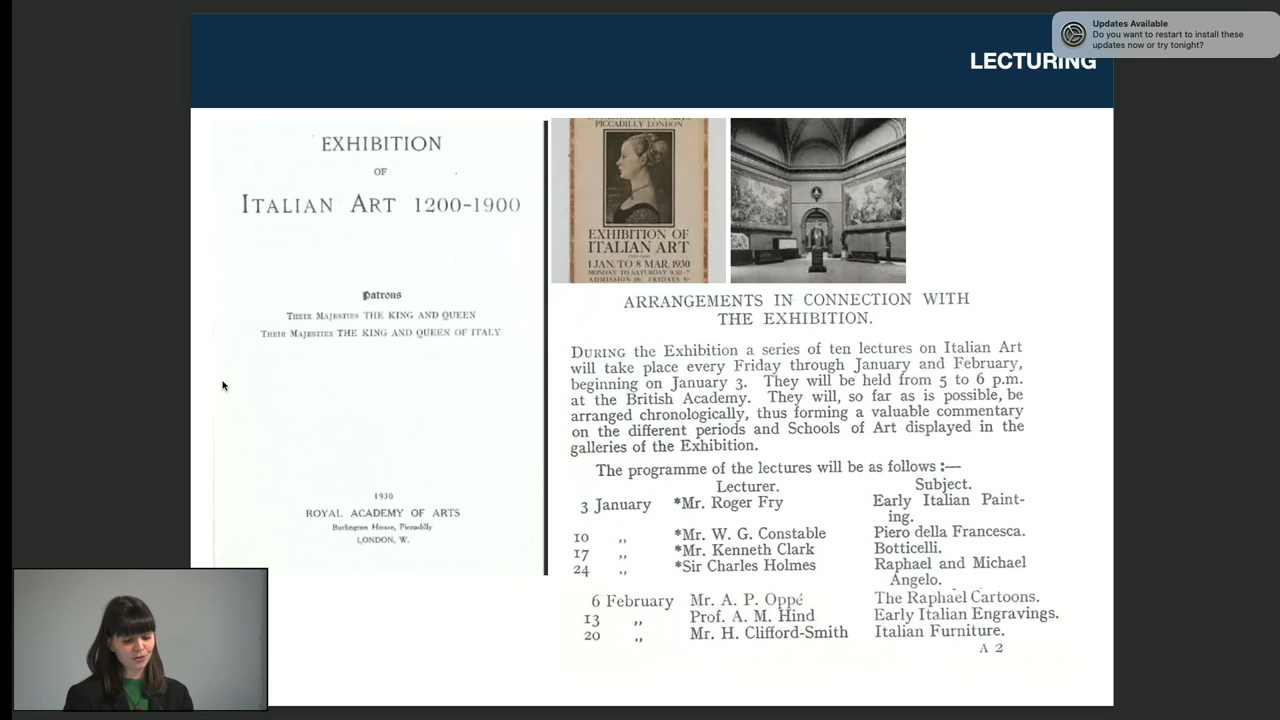 LECTURING
Updates Available
Do you want to restart to install these
updates now or try tonight?
EXHIBITION
OF
ITALIAN ART 1200-1900
Patrons
THEIR MAJESTIES THE KING AND QUEEN
THEIR MAJESTIES THE KING AND QUEEN OF ITALY
1930
ROYAL ACADEMY OF ARTS
Burlington House, Piccadilly
LONDON, W.
PICCADILLY LONDON
EXHIBITION OF
ITALIAN ART
1 JAN. TO 8 MAR. 1930
MONDAY TO SATURDAY 9.30-7
ADMISSION FRIDAYS
ARRANGEMENTS IN CONNECTION WITH
THE EXHIBITION.
DURING the Exhibition a series of ten lectures on Italian Art
will take place every Friday through January and February,
beginning on January 3. They will be held from 5 to 6 p.m.
at the British Academy. They will, so far as is possible, be
arranged chronologically, thus forming a valuable commentary
on the different periods and Schools of Art displayed in the
galleries of the Exhibition.
The programme of the lectures will be as follows :—
Lecturer. Subject.
3 January *Mr. Roger Fry Early Italian Paint-
ing.
10 ,, *Mr. W. G. Constable Piero della Francesca.
17 ,, *Mr. Kenneth Clark Botticelli.
24 ,, *Sir Charles Holmes Raphael and Michael
Angelo.
6 February Mr. A. P. Oppé The Raphael Cartoons.
13 ,, Prof. A. M. Hind Early Italian Engravings.
20 ,, Mr. H. Clifford-Smith Italian Furniture.
A 2